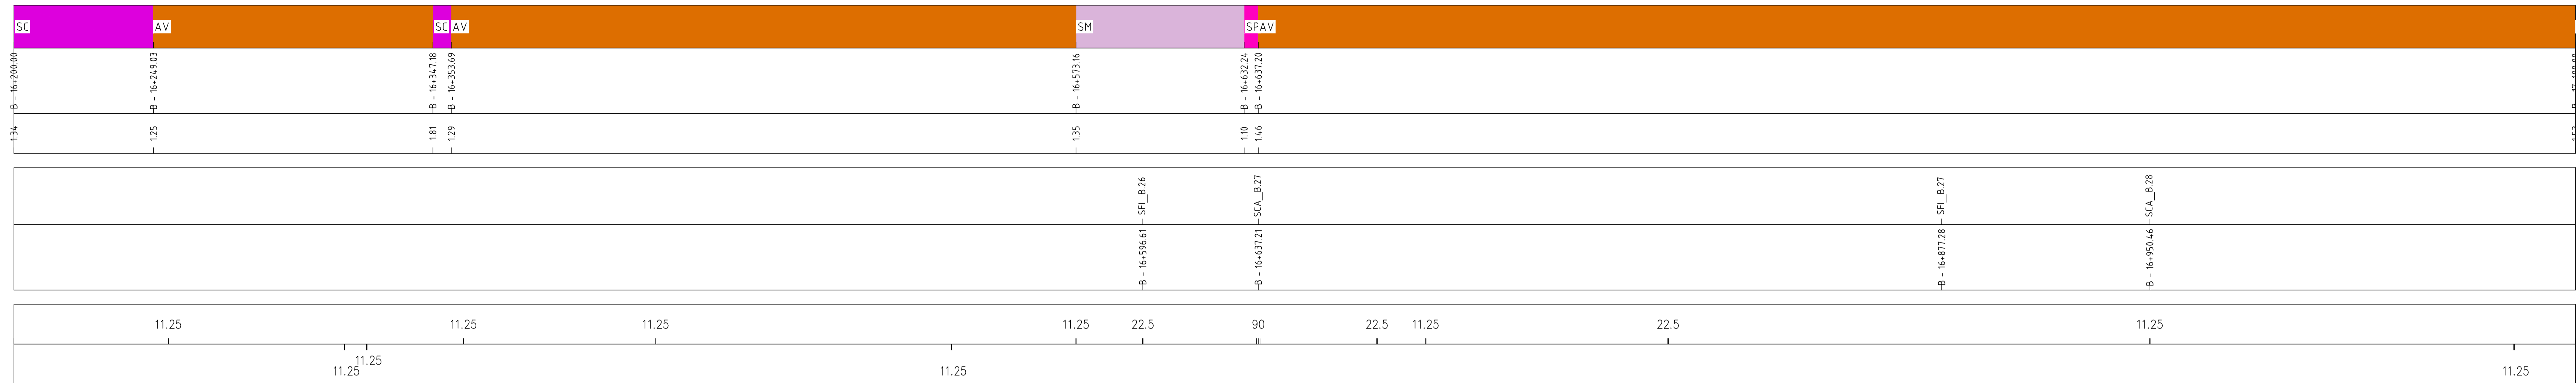 SC AV SC AV SM SP AV
B - 16+200.00 B - 16+249.03 B - 16+347.18 B - 16+353.69 B - 16+573.16 B - 16+632.24 B - 16+637.20
1.34 1.25 1.81 1.29 1.35 1.10 1.46
SFI_B.26 SCA_B.27 SFI_B.27 SCA_B.28
B - 16+596.61 B - 16+637.21 B - 16+877.28 B - 16+950.46
11.25 11.25 11.25 11.25 22.5 90 22.5 11.25 22.5 11.25
11.25
11.25 11.25 11.25